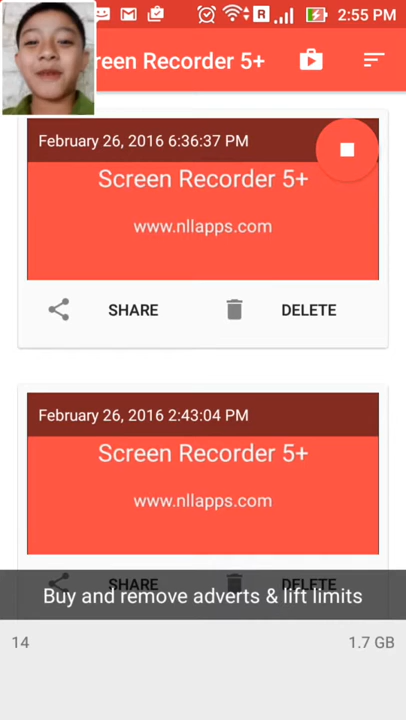 2:55 PM
R
reen Recorder 5+
February 26, 2016 6:36:37 PM
Screen Recorder 5+
www.nllapps.com
SHARE
DELETE
February 26, 2016 2:43:04 PM
Screen Recorder 5+
www.nllapps.com
SHARE
DELETE
Buy and remove adverts & lift limits
14
1.7 GB